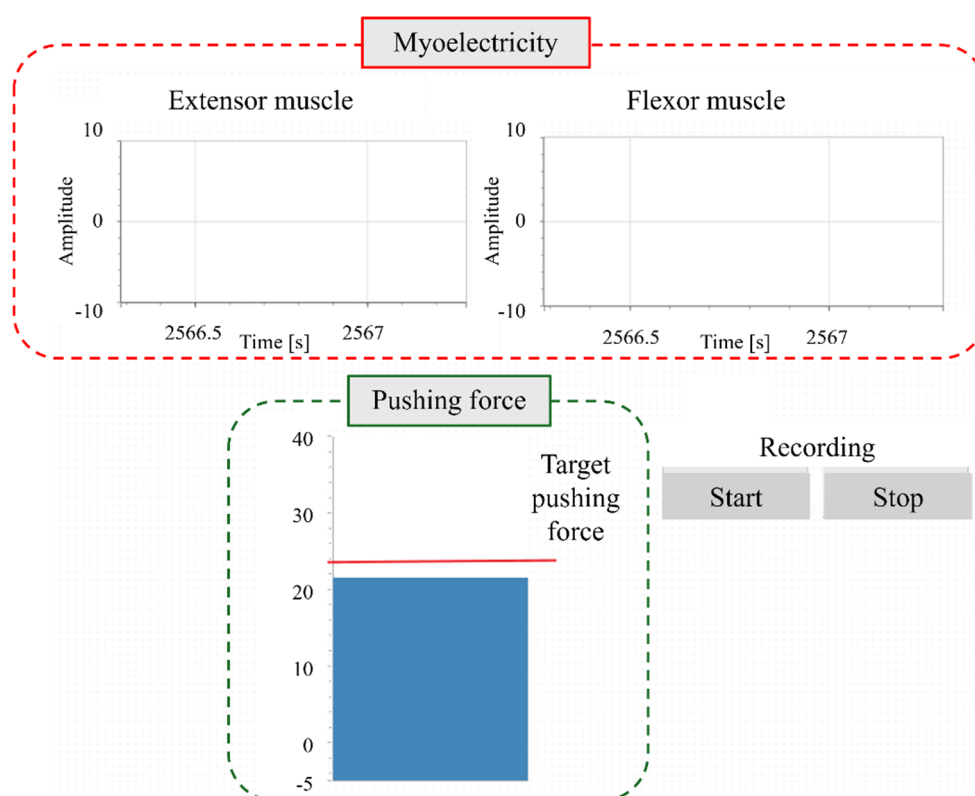 Myoelectricity
Extensor muscle
Flexor muscle
10
0
-10
Amplitude
2566.5
2567
Time [s]
10
0
-10
Amplitude
2566.5
2567
Time [s]
Pushing force
40
30
20
10
0
-5
Target
pushing
force
Recording
Start
Stop